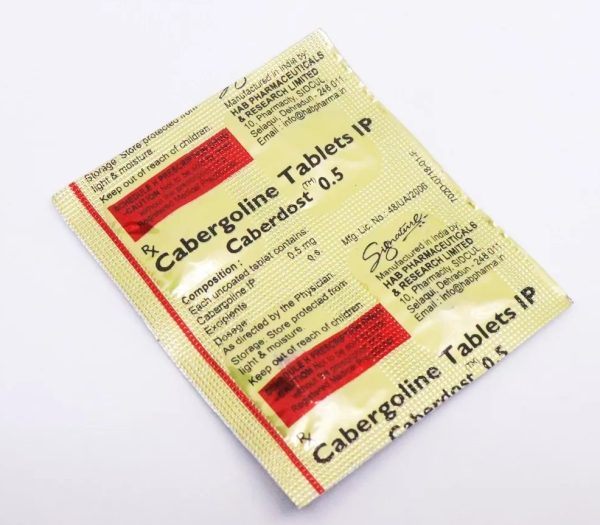 Storage: Store protected from
light & moisture.
Keep out of reach of children.
Manufactured in India by:
HAB PHARMACEUTICALS
& RESEARCH LIMITED
10, Pharmacity, SIDCUL
Selaqui, Dehradun - 248 011
Email : info@habpharma.in
Rx
Cabergoline Tablets IP
Caberdost™ 0.5
Composition :
Each uncoated tablet contains:
Cabergoline IP 0.5 mg
Excipients q.s.
Dosage:
As directed by the Physician.
Storage: Store protected from
light & moisture.
Keep out of reach of children.
Mfg. Lic. No.: 48/UA/2006
Signature
Manufactured in India by
HAB PHARMACEUTICALS
& RESEARCH LIMITED
10, Pharmacity, SIDCUL
Selaqui, Dehradun - 248 011
Email : info@habpharma.in
Rx
Cabergoline Tablets IP
Caberdost™ 0.5